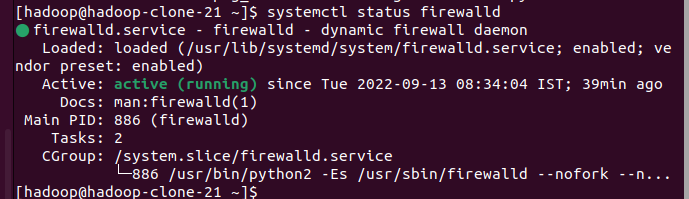 [hadoop@hadoop-clone-21 ~]$ systemctl status firewalld
● firewalld.service - firewalld - dynamic firewall daemon
   Loaded: loaded (/usr/lib/systemd/system/firewalld.service; enabled; ve
ndor preset: enabled)
   Active: active (running) since Tue 2022-09-13 08:34:04 IST; 39min ago
     Docs: man:firewalld(1)
 Main PID: 886 (firewalld)
    Tasks: 2
   CGroup: /system.slice/firewalld.service
           └─886 /usr/bin/python2 -Es /usr/sbin/firewalld --nofork --n...
[hadoop@hadoop-clone-21 ~]$